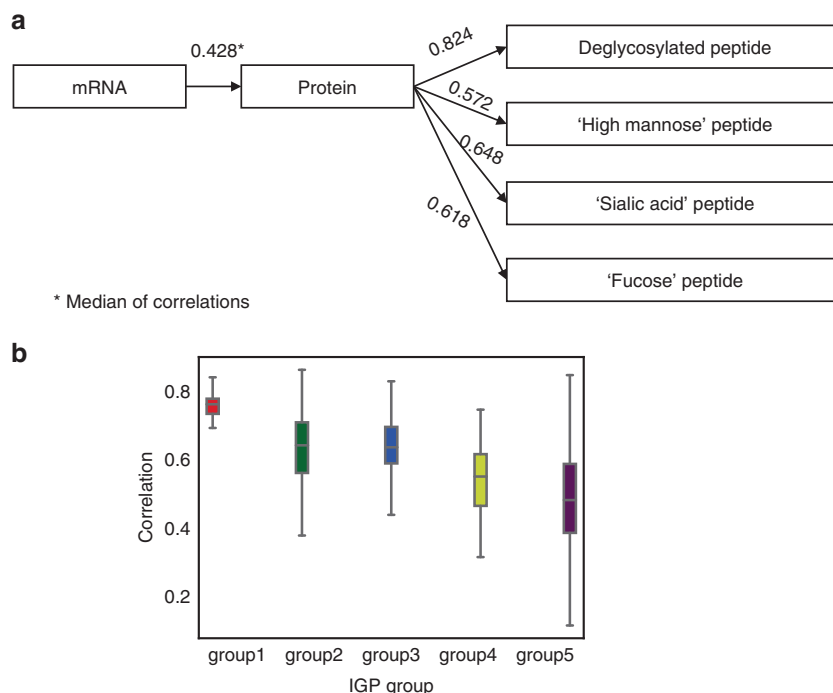 a
0.428*
mRNA
Protein
0.824
0.572
0.648
0.618
Deglycosylated peptide
‘High mannose’ peptide
‘Sialic acid’ peptide
‘Fucose’ peptide
* Median of correlations
b
Correlation
0.8
0.6
0.4
0.2
group1 group2 group3 group4 group5
IGP group